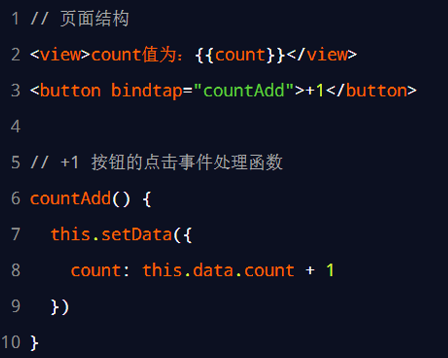 1 // 页面结构
2 <view>count值为: {{count}}</view>
3 <button bindtap="countAdd">+1</button>
4
5 // +1 按钮的点击事件处理函数
6 countAdd() {
7   this.setData({
8     count: this.data.count + 1
9   })
10 }